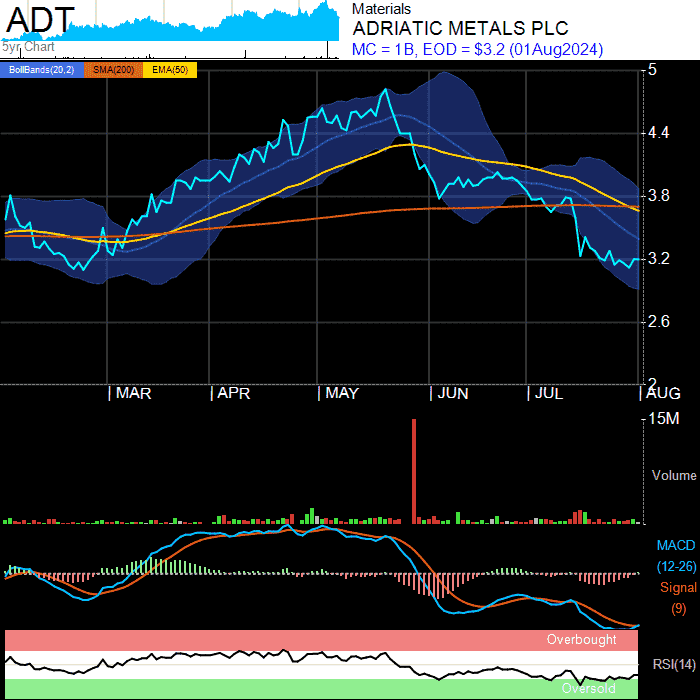 ADT
5yr Chart
Materials
ADRIATIC METALS PLC
MC = 1B, EOD = $3.2 (01Aug2024)
BollBands(20,2) SMA(200) EMA(50)
5
4.4
3.8
3.2
2.6
2
| MAR | APR | MAY | JUN | JUL | AUG
15M
Volume
MACD
(12-26)
Signal
(9)
Overbought
RSI(14)
Oversold